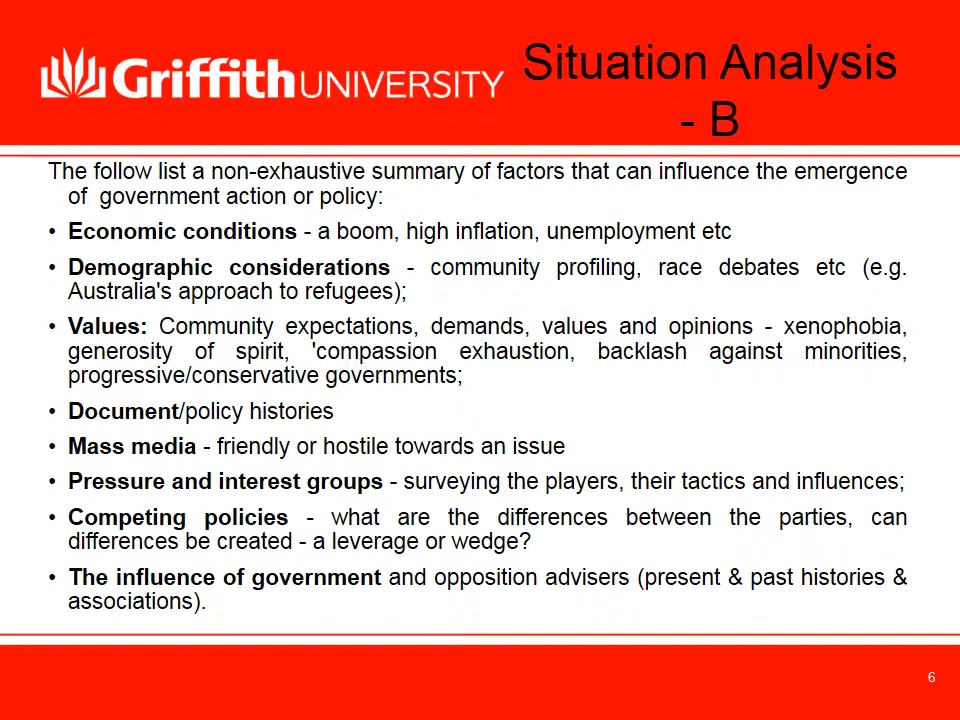 Griffith UNIVERSITY
Situation Analysis
- B
The follow list a non-exhaustive summary of factors that can influence the emergence
of  government action or policy:
• Economic conditions - a boom, high inflation, unemployment etc
• Demographic considerations - community profiling, race debates etc (e.g.
Australia's approach to refugees);
• Values: Community expectations, demands, values and opinions - xenophobia,
generosity of spirit, 'compassion exhaustion, backlash against minorities,
progressive/conservative governments;
• Document/policy histories
• Mass media - friendly or hostile towards an issue
• Pressure and interest groups - surveying the players, their tactics and influences;
• Competing policies - what are the differences between the parties, can
differences be created - a leverage or wedge?
• The influence of government and opposition advisers (present & past histories &
associations).
6